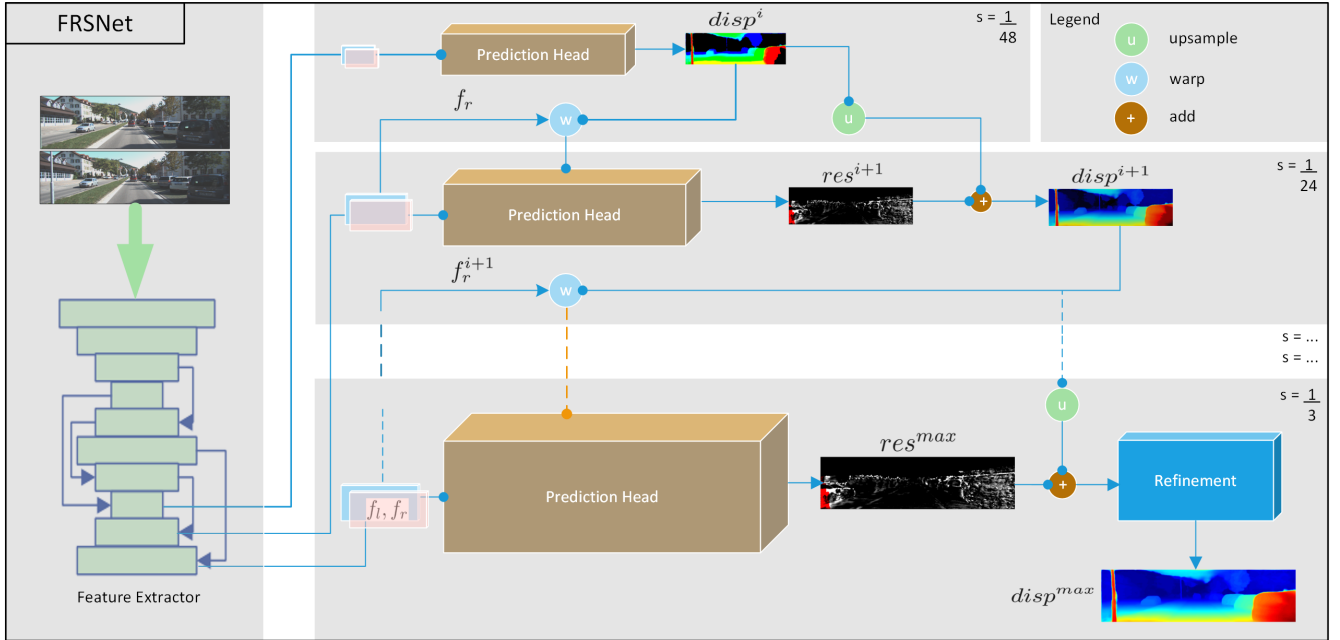 FRSNet
Feature Extractor
Prediction Head
disp^i
s = 1/48
f_r
w
u
Legend
u upsample
w warp
+ add
Prediction Head
res^{i+1}
+
disp^{i+1}
s = 1/24
f_r^{i+1}
w
s = ...
s = ...
s = 1/3
u
f_l, f_r
Prediction Head
res^{max}
+
Refinement
disp^{max}